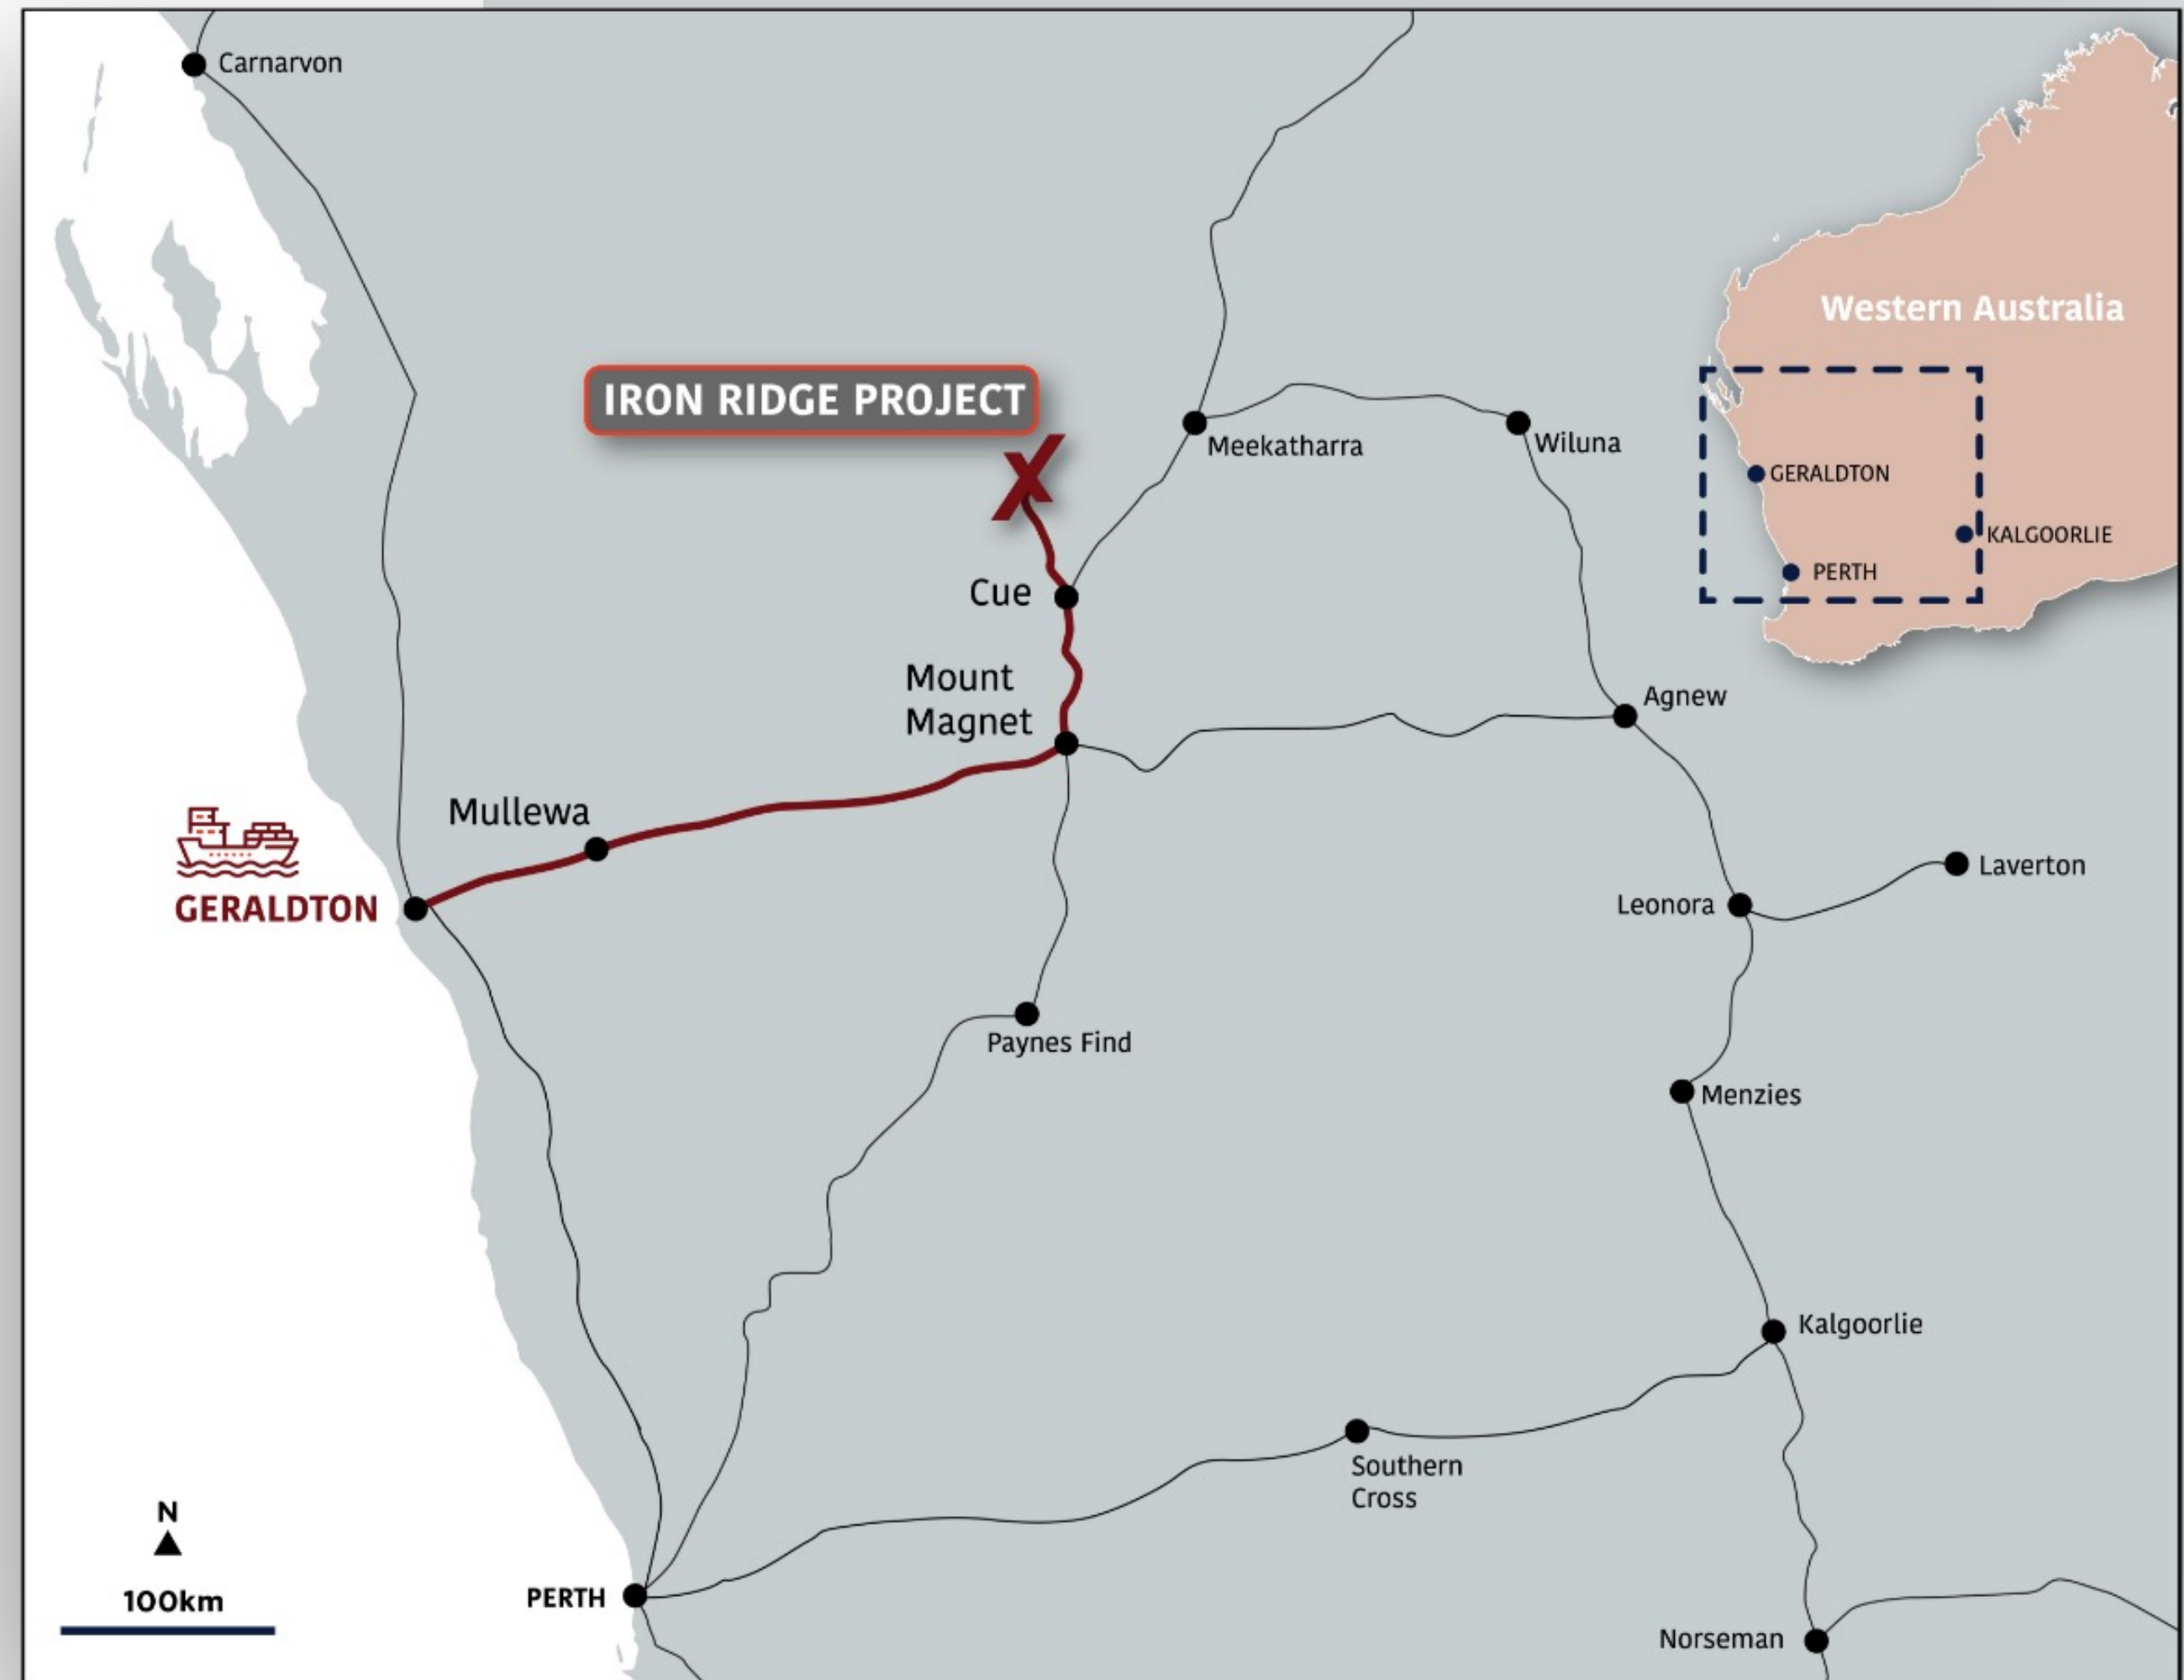 Carnarvon
Western Australia
IRON RIDGE PROJECT
Meekatharra
Wiluna
GERALDTON
KALGOORLIE
PERTH
Cue
Mount
Magnet
Agnew
Mullewa
GERALDTON
Laverton
Leonora
Paynes Find
Menzies
Kalgoorlie
Southern
Cross
N
100km
PERTH
Norseman